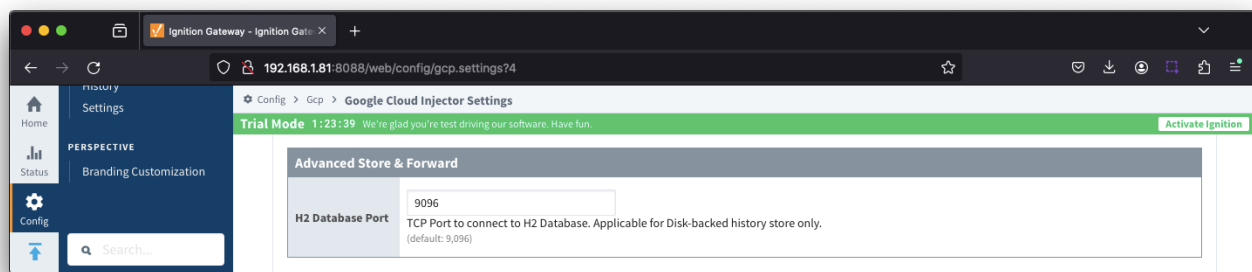 Ignition Gateway - Ignition Gate
192.168.1.81:8088/web/config/gcp.settings?4
Home
Status
Config
History
Settings
PERSPECTIVE
Branding Customization
Search...
Config > Gcp > Google Cloud Injector Settings
Trial Mode 1:23:39 We're glad you're test driving our software. Have fun.
Activate Ignition
Advanced Store & Forward
H2 Database Port
9096
TCP Port to connect to H2 Database. Applicable for Disk-backed history store only.
(default: 9,096)